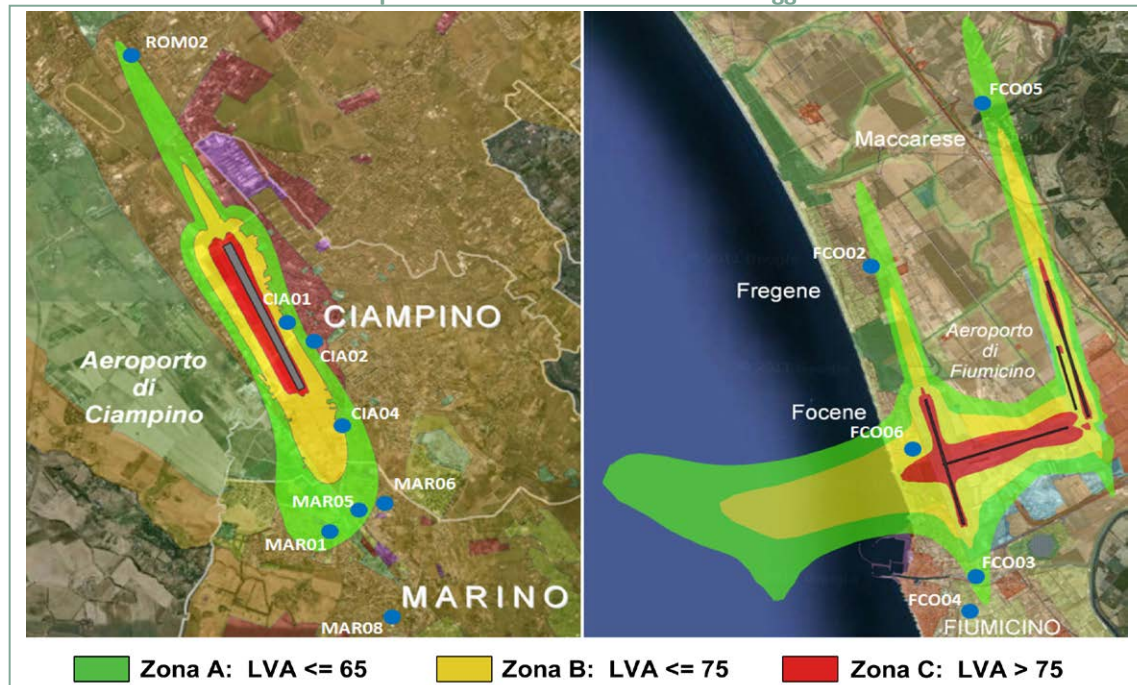 ROM02
CIA01
CIAMPINO
CIA02
Aeroporto
di
Ciampino
CIA04
MAR05
MAR06
MAR01
MARINO
MAR08
FCO05
Maccarese
FCO02
Fregene
Aeroporto
di
Fiumicino
Focene
FCO06
FCO03
FCO04
FIUMICINO
Zona A: LVA <= 65
Zona B: LVA <= 75
Zona C: LVA > 75